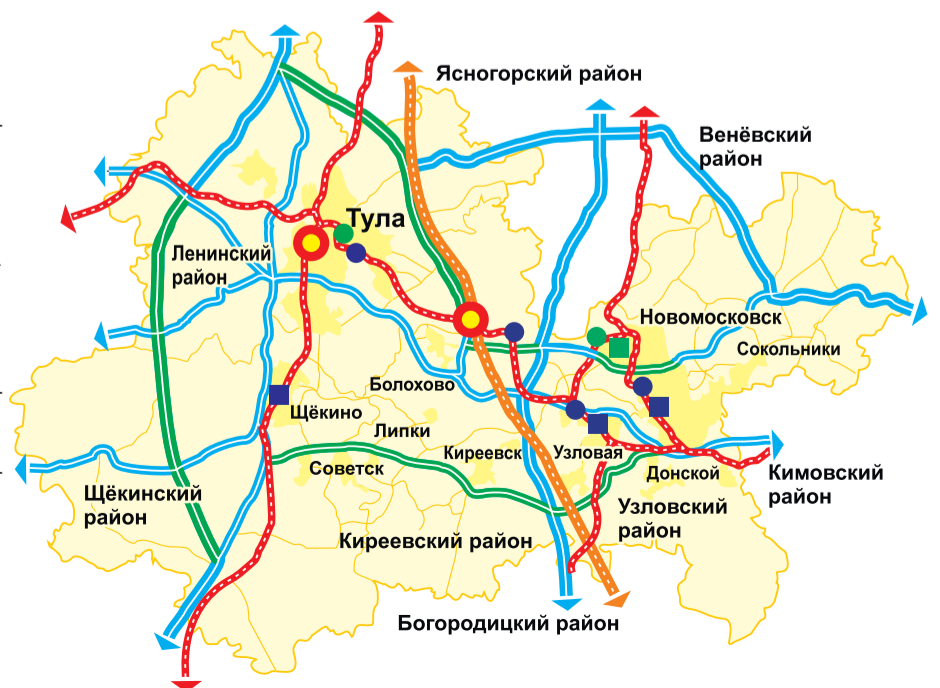 Ясногорский район
Венёвский
район
Тула
Ленинский
район
Новомосковск
Сокольники
Болохово
Щёкино
Липки
Киреевск
Узловая
Советск
Донской
Кимовский
район
Щёкинский
район
Узловский
район
Киреевский район
Богородицкий район